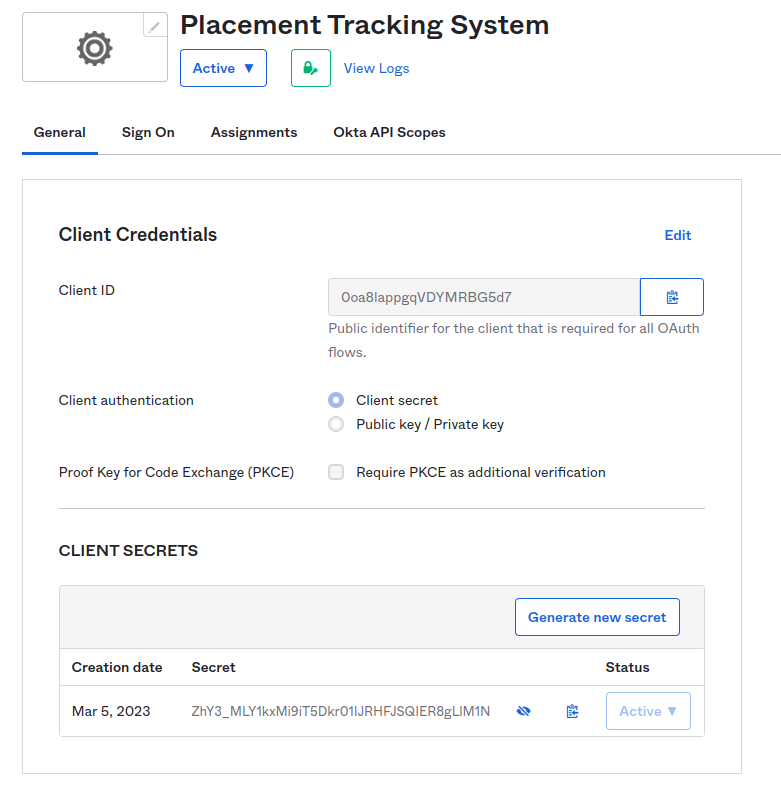 Placement Tracking System
Active ▼
View Logs
General Sign On Assignments Okta API Scopes
Client Credentials
Edit
Client ID
0oa8lappgqVDYMRBG5d7
Public identifier for the client that is required for all OAuth
flows.
Client authentication
Client secret
Public key / Private key
Proof Key for Code Exchange (PKCE)
Require PKCE as additional verification
CLIENT SECRETS
Generate new secret
Creation date Secret Status
Mar 5, 2023 ZhY3_MLY1kxMi9iT5Dkr01lJRHFJSQlER8gLlM1N Active ▼